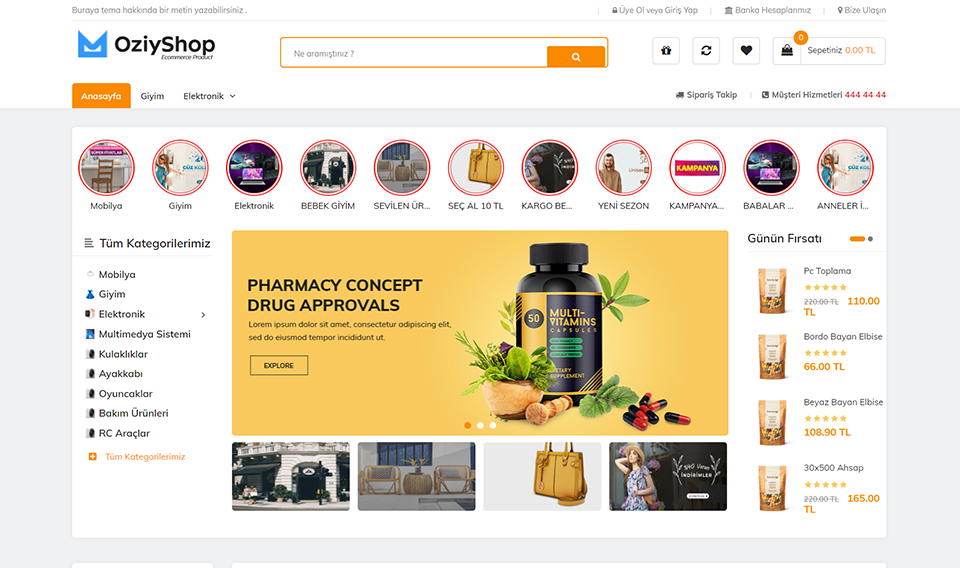 Buraya tema hakkında bir metin yazabilirsiniz .
Üye Ol veya Giriş Yap
Banka Hesaplarımız
Bize Ulaşın
OziyShop
Ecommerce Product
Ne aramıştınız ?
0
Sepetiniz 0.00 TL
Anasayfa
Giyim
Elektronik
Sipariş Takip
Müşteri Hizmetleri 444 44 44
KAMPANYA
Mobilya
Giyim
Elektronik
BEBEK GİYİM
SEVİLEN ÜR...
SEÇ AL 10 TL
KARGO BE...
YENİ SEZON
KAMPANYA...
BABALAR ...
ANNELER İ...
Tüm Kategorilerimiz
Mobilya
Giyim
Elektronik
Multimedya Sistemi
Kulaklıklar
Ayakkabı
Oyuncaklar
Bakım Ürünleri
RC Araçlar
Tüm Kategorilerimiz
PHARMACY CONCEPT
DRUG APPROVALS
Lorem ipsum dolor sit amet, consectetur adipiscing elit,
sed do eiusmod tempor incididunt ut.
EXPLORE
50
MULTI-
VITAMINS
CAPSULES
DIETARY
SUPPLEMENT
İNDİRİMLER
Günün Fırsatı
Pc Toplama
220.00 TL 110.00
TL
Bordo Bayan Elbise
66.00 TL
Beyaz Bayan Elbise
108.90 TL
30x500 Ahsap
220.00 TL 165.00
TL